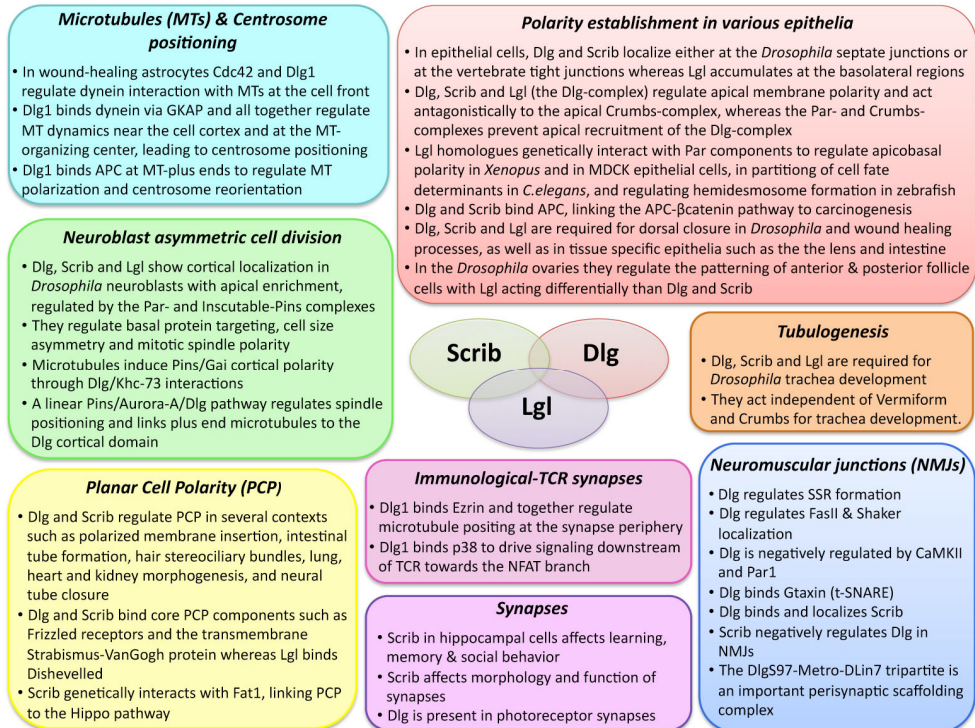 Microtubules (MTs) & Centrosome
positioning
• In wound-healing astrocytes Cdc42 and Dlg1
regulate dynein interaction with MTs at the cell front
• Dlg1 binds dynein via GKAP and all together regulate
MT dynamics near the cell cortex and at the MT-
organizing center, leading to centrosome positioning
• Dlg1 binds APC at MT-plus ends to regulate MT
polarization and centrosome reorientation
Polarity establishment in various epithelia
• In epithelial cells, Dlg and Scrib localize either at the Drosophila septate junctions or
at the vertebrate tight junctions whereas Lgl accumulates at the basolateral regions
• Dlg, Scrib and Lgl (the Dlg-complex) regulate apical membrane polarity and act
antagonistically to the apical Crumbs-complex, whereas the Par- and Crumbs-
complexes prevent apical recruitment of the Dlg-complex
• Lgl homologues genetically interact with Par components to regulate apicobasal
polarity in Xenopus and in MDCK epithelial cells, in partitiong of cell fate
determinants in C.elegans, and regulating hemidesmosome formation in zebrafish
• Dlg and Scrib bind APC, linking the APC-βcatenin pathway to carcinogenesis
• Dlg, Scrib and Lgl are required for dorsal closure in Drosophila and wound healing
processes, as well as in tissue specific epithelia such as the the lens and intestine
• In the Drosophila ovaries they regulate the patterning of anterior & posterior follicle
cells with Lgl acting differentially than Dlg and Scrib
Neuroblast asymmetric cell division
• Dlg, Scrib and Lgl show cortical localization in
Drosophila neuroblasts with apical enrichment,
regulated by the Par- and Inscutable-Pins complexes
• They regulate basal protein targeting, cell size
asymmetry and mitotic spindle polarity
• Microtubules induce Pins/Gai cortical polarity
through Dlg/Khc-73 interactions
• A linear Pins/Aurora-A/Dlg pathway regulates spindle
positioning and links plus end microtubules to the
Dlg cortical domain
Scrib
Dlg
Lgl
Tubulogenesis
• Dlg, Scrib and Lgl are required for
Drosophila trachea development
• They act independent of Vermiform
and Crumbs for trachea development.
Planar Cell Polarity (PCP)
• Dlg and Scrib regulate PCP in several contexts
such as polarized membrane insertion, intestinal
tube formation, hair stereociliary bundles, lung,
heart and kidney morphogenesis, and neural
tube closure
• Dlg and Scrib bind core PCP components such as
Frizzled receptors and the transmembrane
Strabismus-VanGogh protein whereas Lgl binds
Dishevelled
• Scrib genetically interacts with Fat1, linking PCP
to the Hippo pathway
Immunological-TCR synapses
• Dlg1 binds Ezrin and together regulate
microtubule positing at the synapse periphery
• Dlg1 binds p38 to drive signaling downstream
of TCR towards the NFAT branch
Synapses
• Scrib in hippocampal cells affects learning,
memory & social behavior
• Scrib affects morphology and function of
synapses
• Dlg is present in photoreceptor synapses
Neuromuscular junctions (NMJs)
• Dlg regulates SSR formation
• Dlg regulates FasII & Shaker
localization
• Dlg is negatively regulated by CaMKII
and Par1
• Dlg binds Gtaxin (t-SNARE)
• Dlg binds and localizes Scrib
• Scrib negatively regulates Dlg in
NMJs
• The DlgS97-Metro-DLin7 tripartite is
an important perisynaptic scaffolding
complex